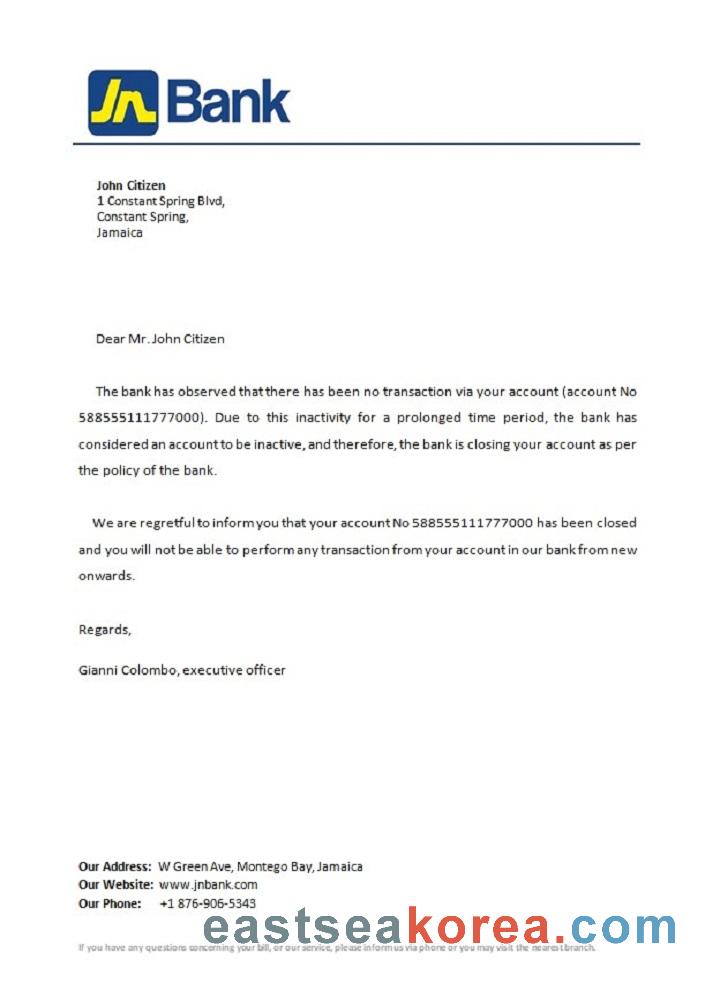 Jn Bank
John Citizen
1 Constant Spring Blvd,
Constant Spring,
Jamaica
Dear Mr. John Citizen
The bank has observed that there has been no transaction via your account (account No
588555111777000). Due to this inactivity for a prolonged time period, the bank has
considered an account to be inactive, and therefore, the bank is closing your account as per
the policy of the bank.
We are regretful to inform you that your account No 588555111777000 has been closed
and you will not be able to perform any transaction from your account in our bank from new
onwards.
Regards,
Gianni Colombo, executive officer
Our Address: W Green Ave, Montego Bay, Jamaica
Our Website: www.jnbank.com
Our Phone: +1 876-906-5343
eastseakorea.com
If you have any questions concerning your bill, or our service, please inform us via phone or you may visit the nearest branch.